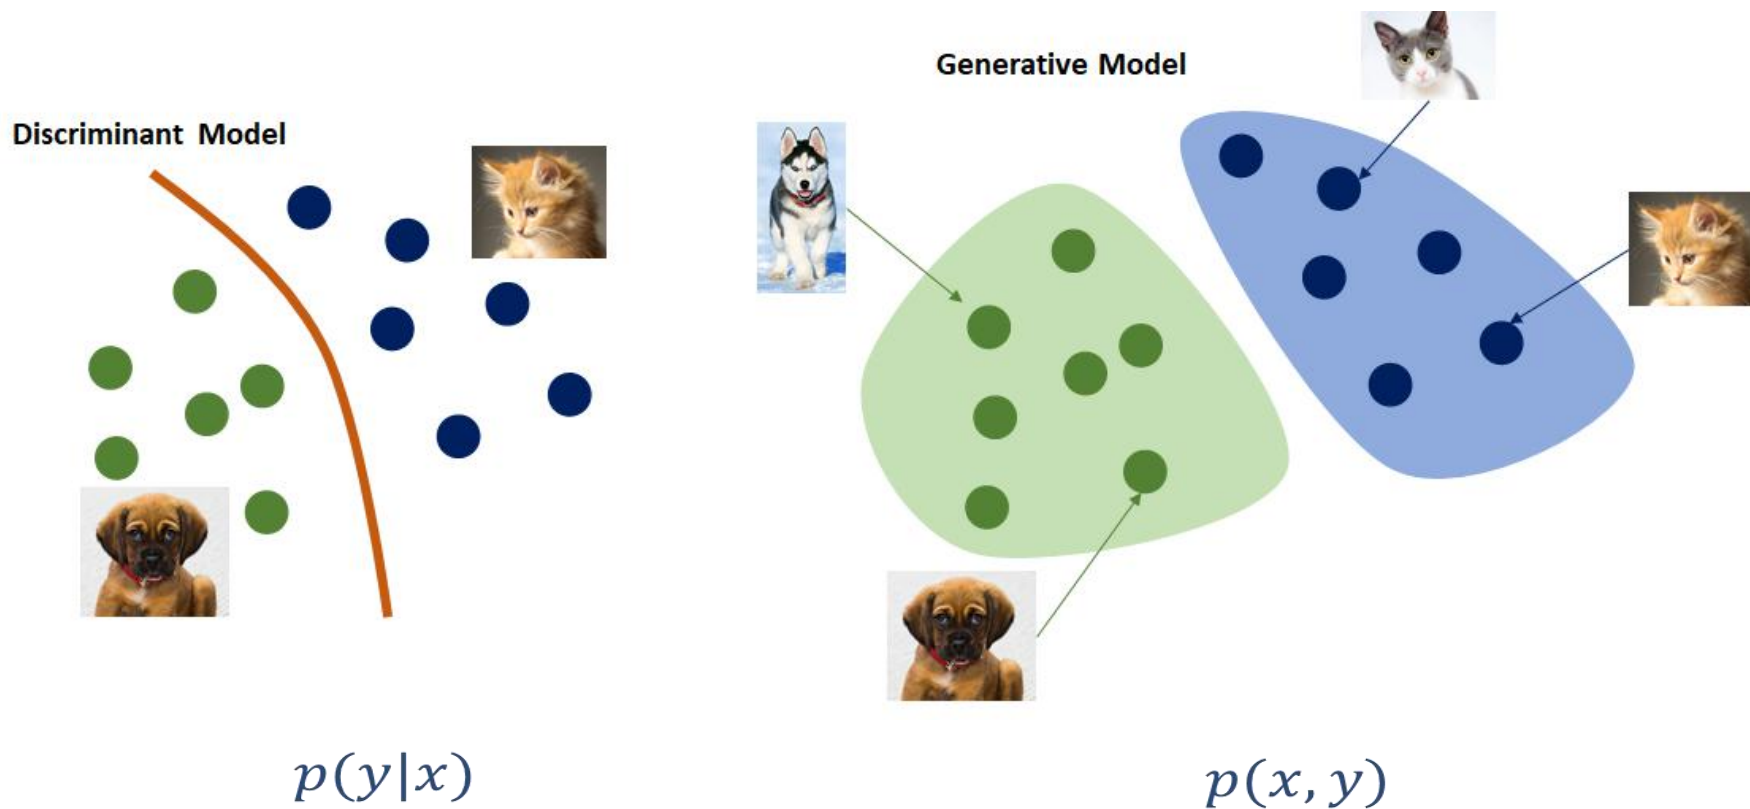 Discriminant Model
Generative Model
p(y|x)
p(x, y)